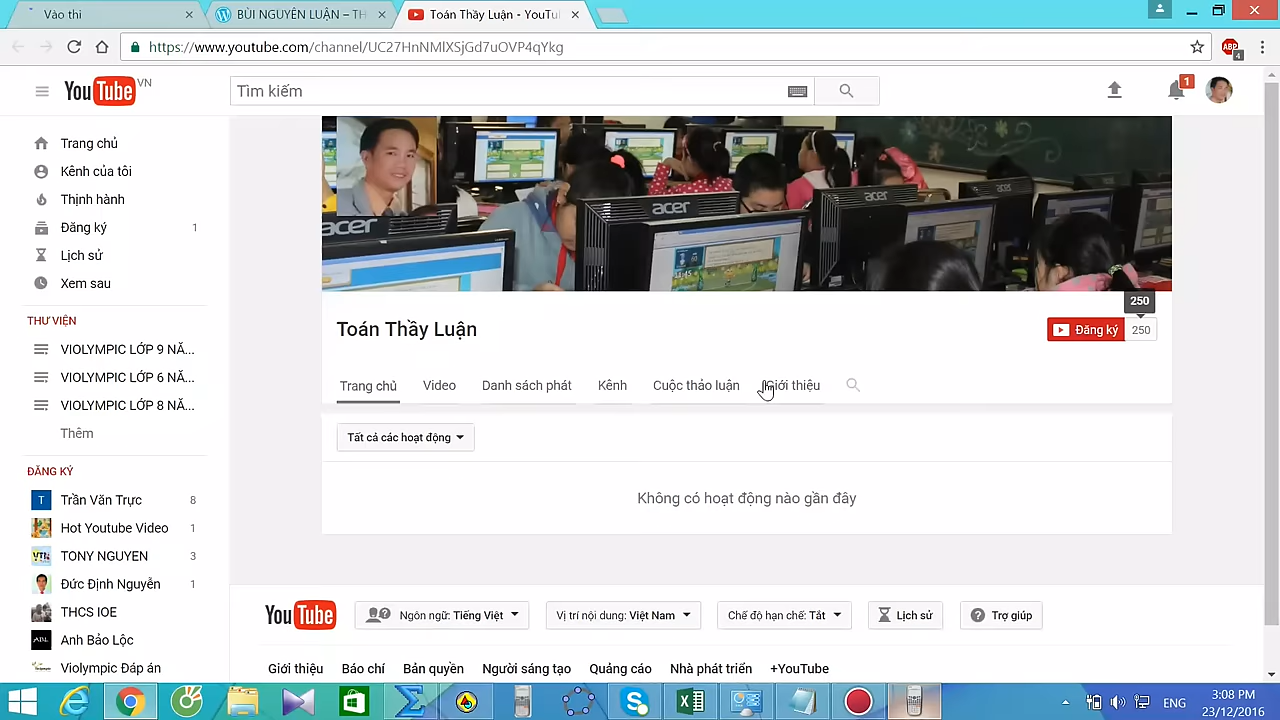 Vào thi
BÙI NGUYÊN LUẬN – TH
Toán Thầy Luận - YouTu
https://www.youtube.com/channel/UC27HnNMlXSjGd7uOVP4qYkg
ABP
4
YouTube VN
Tìm kiếm
1
Trang chủ
Kênh của tôi
Thịnh hành
Đăng ký 1
Lịch sử
Xem sau
THƯ VIỆN
VIOLYMPIC LỚP 9 NĂ...
VIOLYMPIC LỚP 6 NĂ...
VIOLYMPIC LỚP 8 NĂ...
Thêm
ĐĂNG KÝ
T Trần Văn Trực 8
Hot Youtube Video 1
TONY NGUYEN 3
Đức Định Nguyễn 1
THCS IOE
Anh Bảo Lộc
Violympic Đáp án
acer
acer
acer
acer
250
Toán Thầy Luận
Đăng ký 250
Trang chủ Video Danh sách phát Kênh Cuộc thảo luận Giới thiệu
Tất cả các hoạt động
Không có hoạt động nào gần đây
YouTube
Ngôn ngữ: Tiếng Việt
Vị trí nội dung: Việt Nam
Chế độ hạn chế: Tắt
Lịch sử
Trợ giúp
Giới thiệu Báo chí Bản quyền Người sáng tạo Quảng cáo Nhà phát triển +YouTube
ENG
3:08 PM
23/12/2016